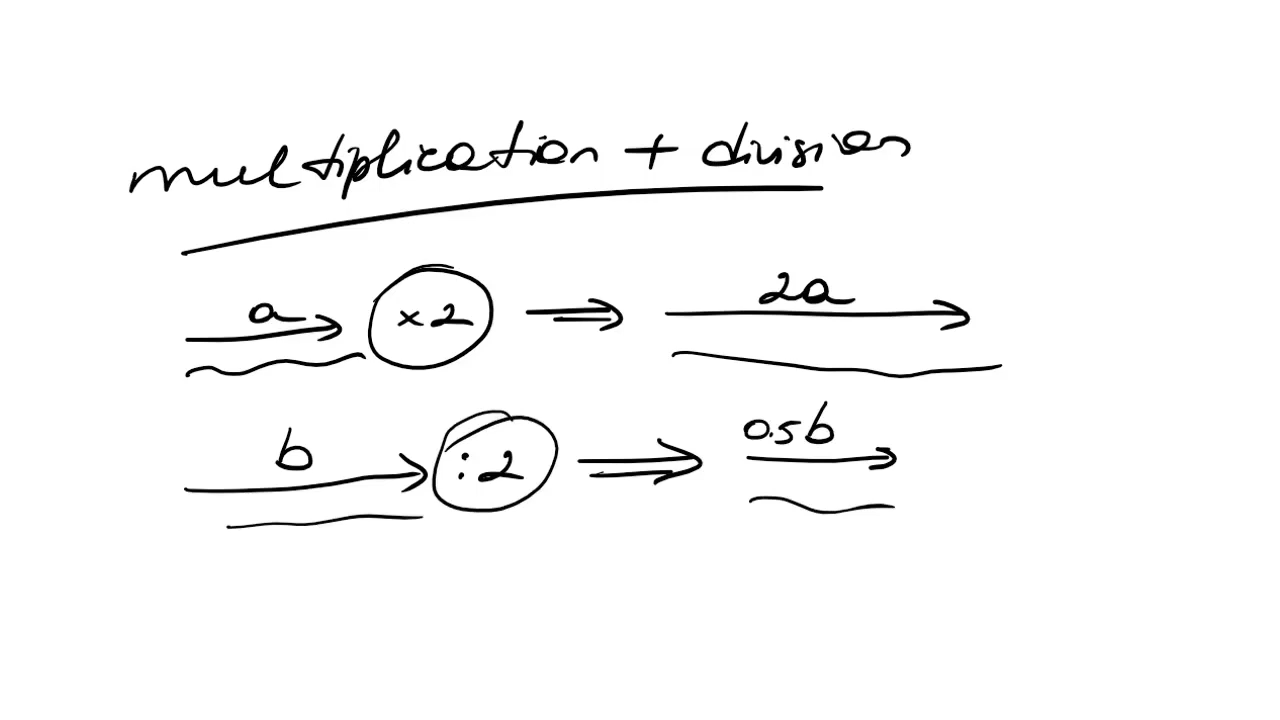 multiplication + division
a × 2 ⇒ 2a
b : 2 ⇒ 0.5b